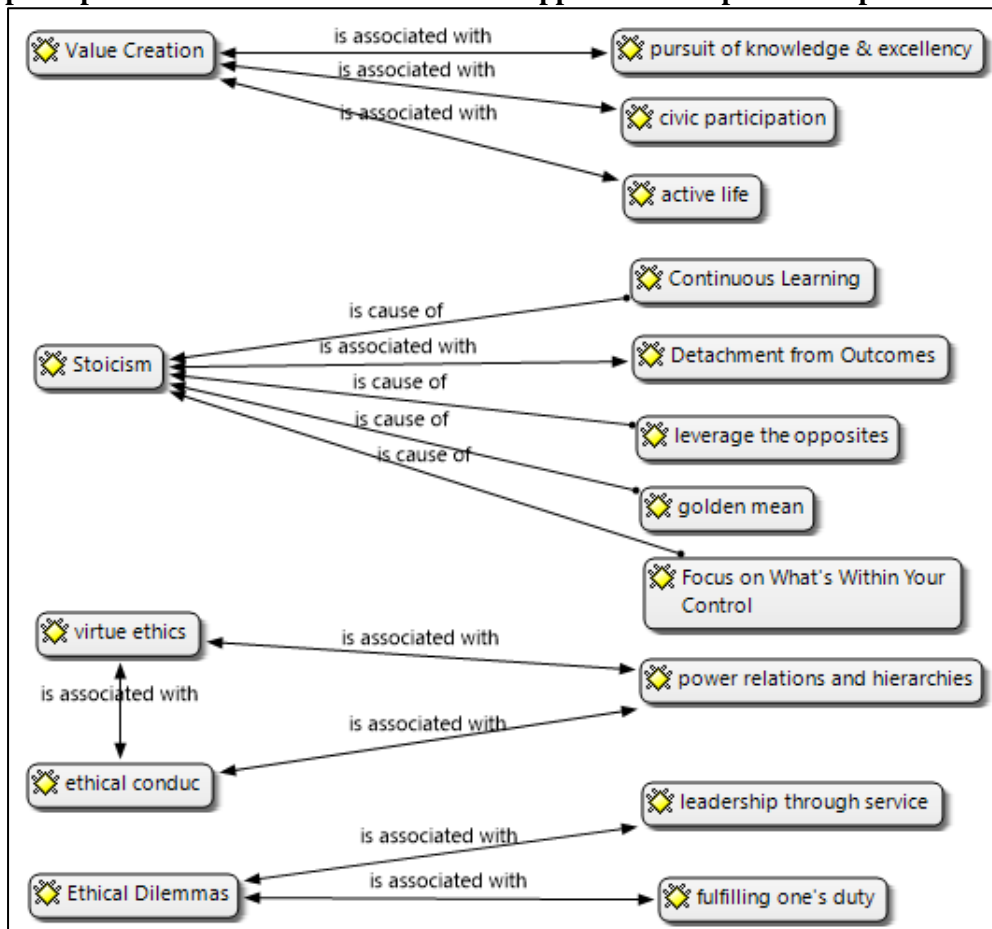 is associated with
Value Creation
pursuit of knowledge & excellency
is associated with
is associated with
civic participation
active life
Continuous Learning
is cause of
Stoicism
is associated with
Detachment from Outcomes
is cause of
is cause of
leverage the opposites
is cause of
golden mean
Focus on What's Within Your
Control
virtue ethics
is associated with
is associated with
power relations and hierarchies
is associated with
ethical conduc
leadership through service
is associated with
is associated with
Ethical Dilemmas
fulfilling one's duty